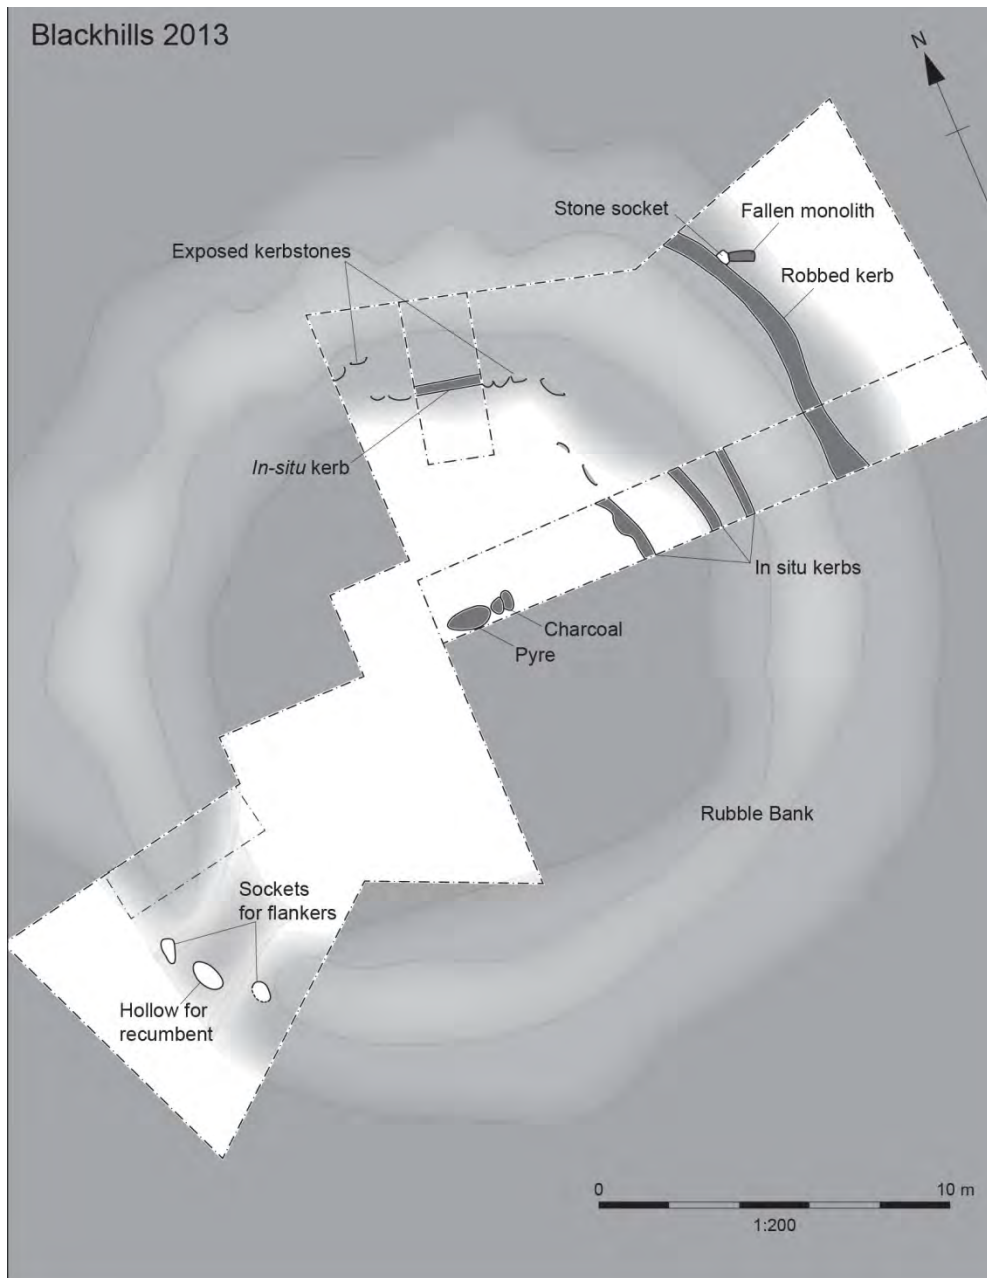 Blackhills 2013
N
Stone socket
Fallen monolith
Exposed kerbstones
Robbed kerb
In-situ kerb
In situ kerbs
Charcoal
Pyre
Rubble Bank
Sockets
for flankers
Hollow for
recumbent
0
10 m
1:200